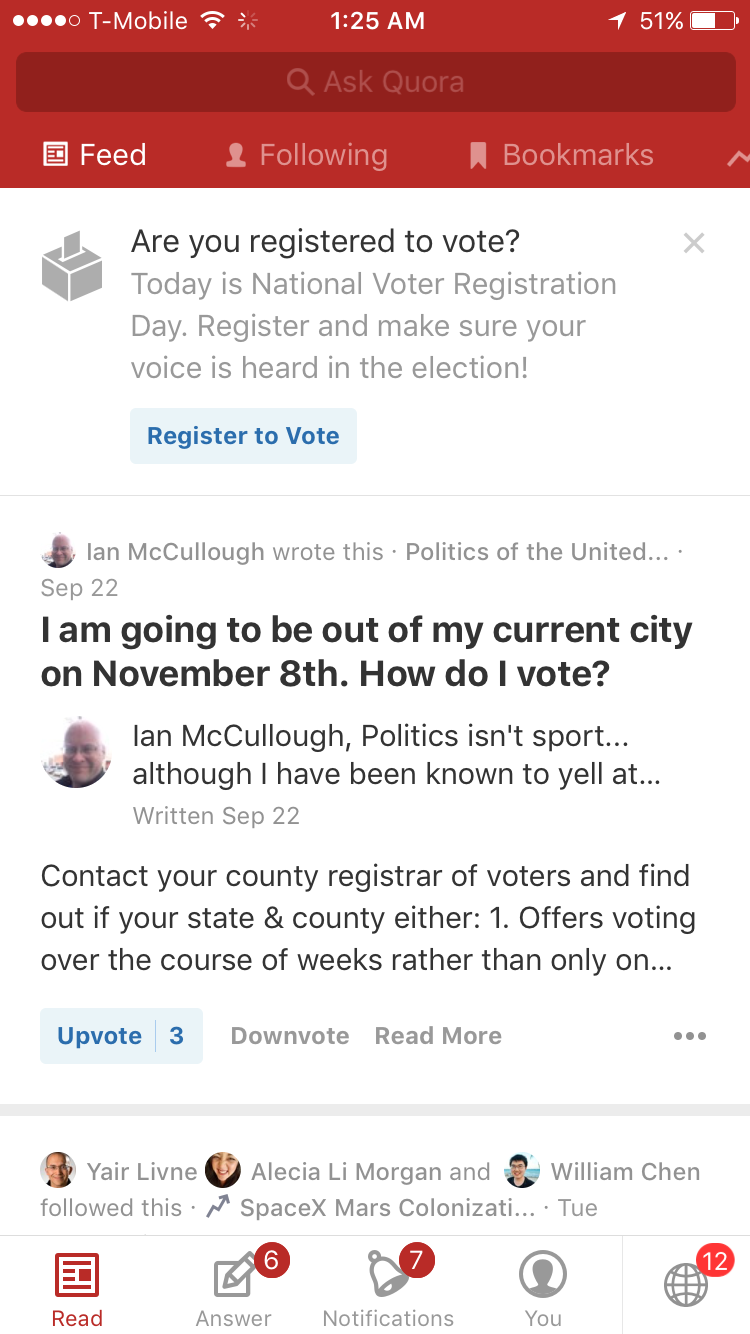 T-Mobile 1:25 AM 51%
Ask Quora
Feed Following Bookmarks
Are you registered to vote?
Today is National Voter Registration
Day. Register and make sure your
voice is heard in the election!
Register to Vote
Ian McCullough wrote this · Politics of the United... ·
Sep 22
I am going to be out of my current city
on November 8th. How do I vote?
Ian McCullough, Politics isn't sport...
although I have been known to yell at...
Written Sep 22
Contact your county registrar of voters and find
out if your state & county either: 1. Offers voting
over the course of weeks rather than only on...
Upvote 3 Downvote Read More
Yair Livne Alecia Li Morgan and William Chen
followed this · SpaceX Mars Colonizati... · Tue
6 7 12
Read Answer Notifications You